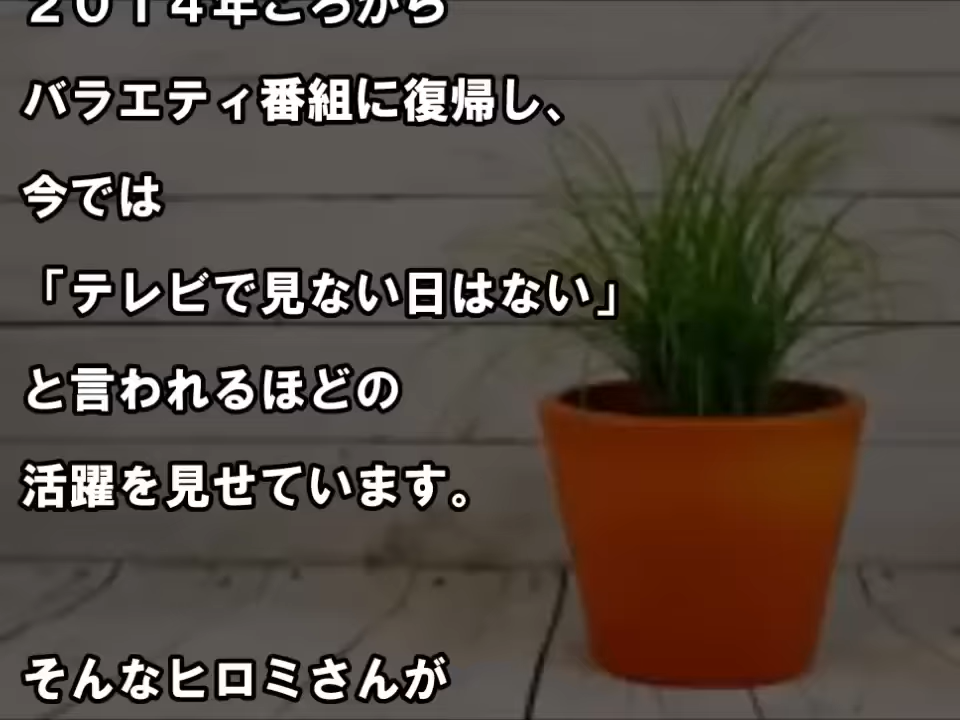 ２０１４年ごろから
バラエティ番組に復帰し、
今では
「テレビで見ない日はない」
と言われるほどの
活躍を見せています。
そんなヒロミさんが